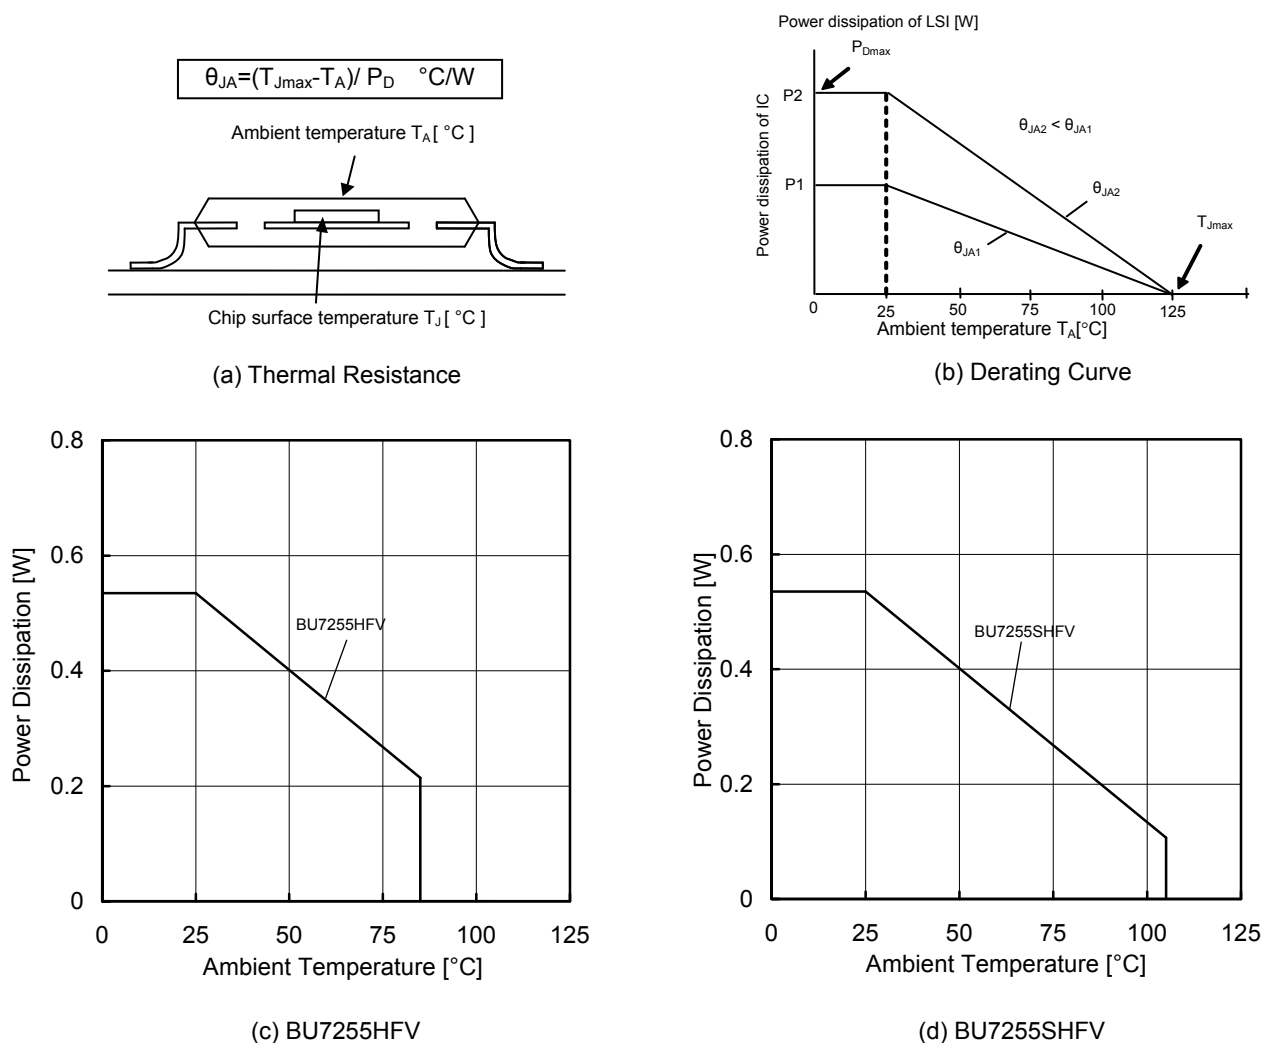 θJA=(TJmax-TA)/ PD °C/W
Ambient temperature TA[ °C ]
Chip surface temperature TJ[ °C ]
(a) Thermal Resistance
Power dissipation of LSI [W]
PDmax
Power dissipation of IC
P2
P1
θJA2 < θJA1
θJA2
θJA1
TJmax
0 25 50 75 100 125
Ambient temperature TA[°C]
(b) Derating Curve
0.8
0.6
0.4
0.2
0
Power Dissipation [W]
BU7255HFV
0 25 50 75 100 125
Ambient Temperature [°C]
(c) BU7255HFV
0.8
0.6
0.4
0.2
0
Power Dissipation [W]
BU7255SHFV
0 25 50 75 100 125
Ambient Temperature [°C]
(d) BU7255SHFV